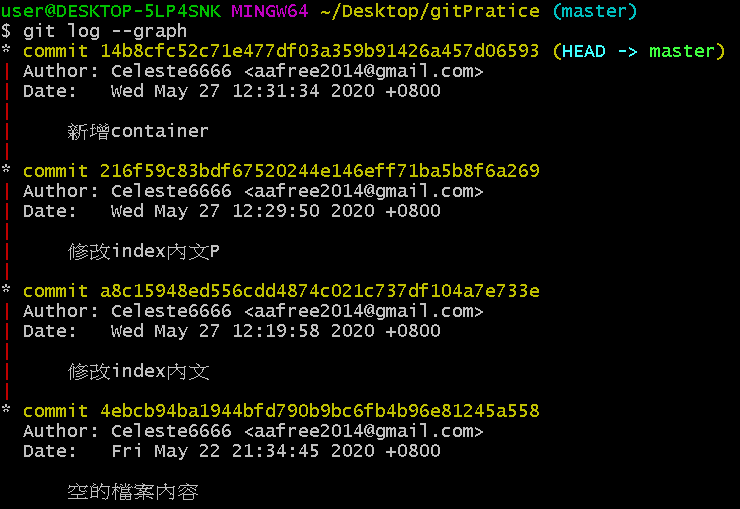 user@DESKTOP-5LP4SNK MINGW64 ~/Desktop/gitPratice (master)
$ git log --graph
* commit 14b8cfc52c71e477df03a359b91426a457d06593 (HEAD -> master)
| Author: Celeste6666 <aafree2014@gmail.com>
| Date:   Wed May 27 12:31:34 2020 +0800
|
|     新增container
|
* commit 216f59c83bdf67520244e146eff71ba5b8f6a269
| Author: Celeste6666 <aafree2014@gmail.com>
| Date:   Wed May 27 12:29:50 2020 +0800
|
|     修改index內文P
|
* commit a8c15948ed556cdd4874c021c737df104a7e733e
| Author: Celeste6666 <aafree2014@gmail.com>
| Date:   Wed May 27 12:19:58 2020 +0800
|
|     修改index內文
|
* commit 4ebcb94ba1944bfd790b9bc6fb4b96e81245a558
  Author: Celeste6666 <aafree2014@gmail.com>
  Date:   Fri May 22 21:34:45 2020 +0800

      空的檔案內容